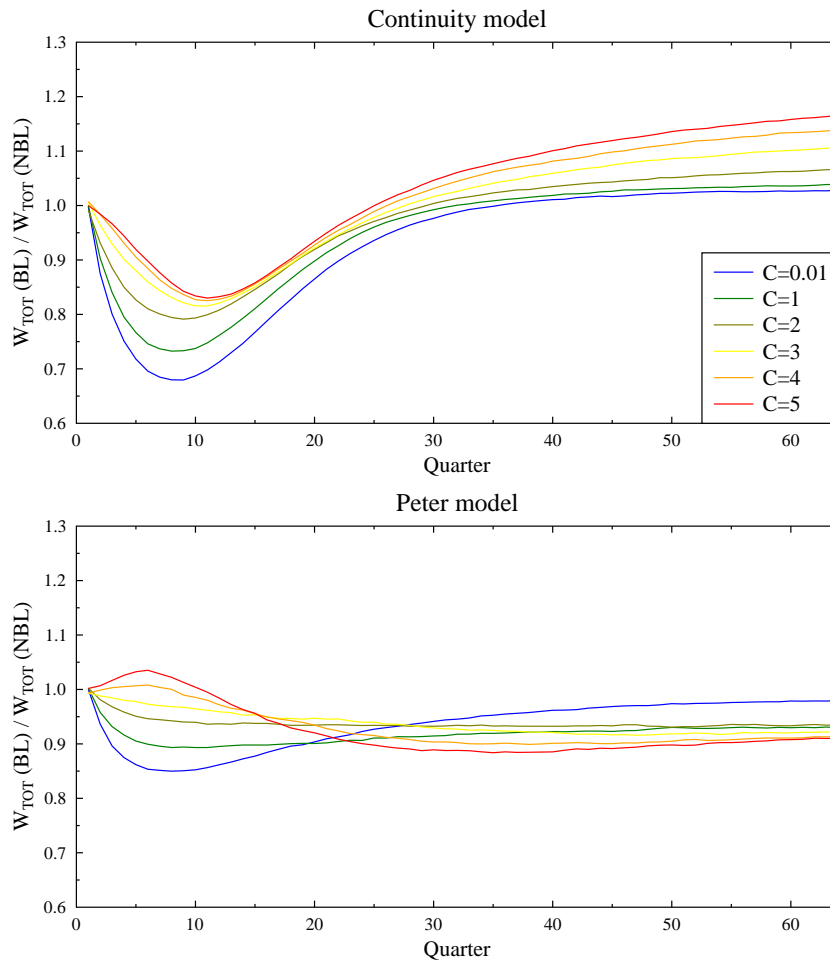 Continuity model
1.3
1.2
1.1
1.0
0.9
0.8
0.7
0.6
W_TOT (BL) / W_TOT (NBL)
0 10 20 30 40 50 60
Quarter
C=0.01
C=1
C=2
C=3
C=4
C=5
Peter model
1.3
1.2
1.1
1.0
0.9
0.8
0.7
0.6
W_TOT (BL) / W_TOT (NBL)
0 10 20 30 40 50 60
Quarter